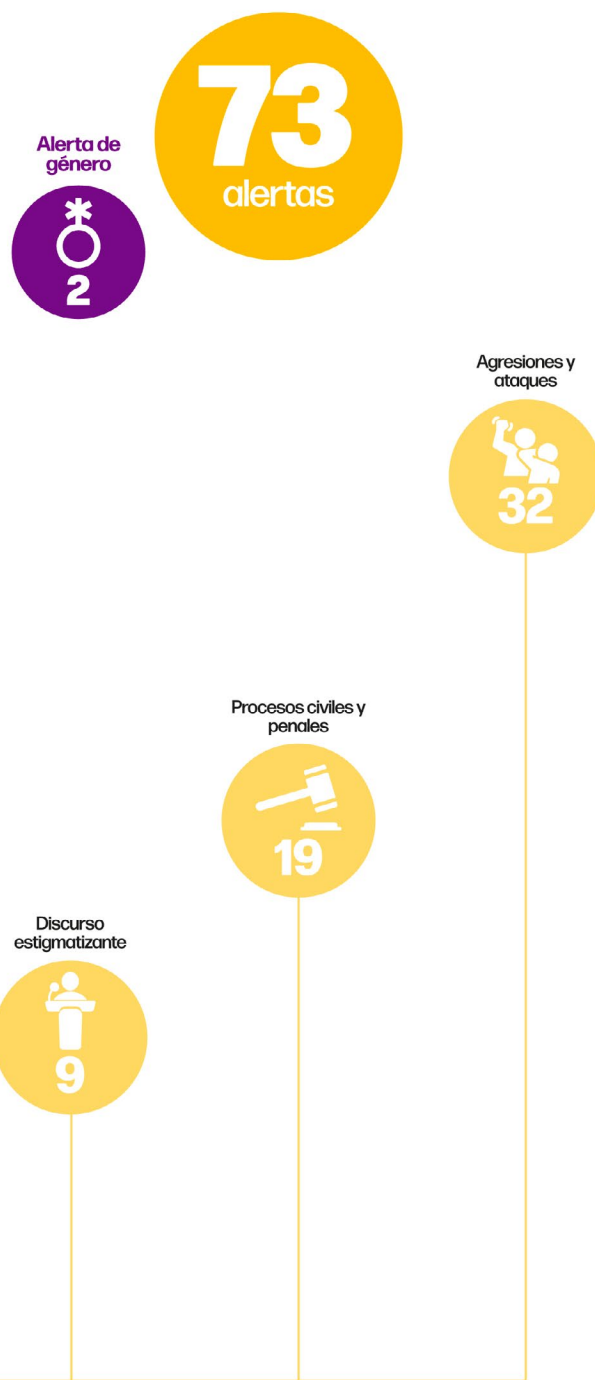 73
alertas
Alerta de
género
2
Agresiones y
ataques
32
Procesos civiles y
penales
19
Discurso
estigmatizante
9